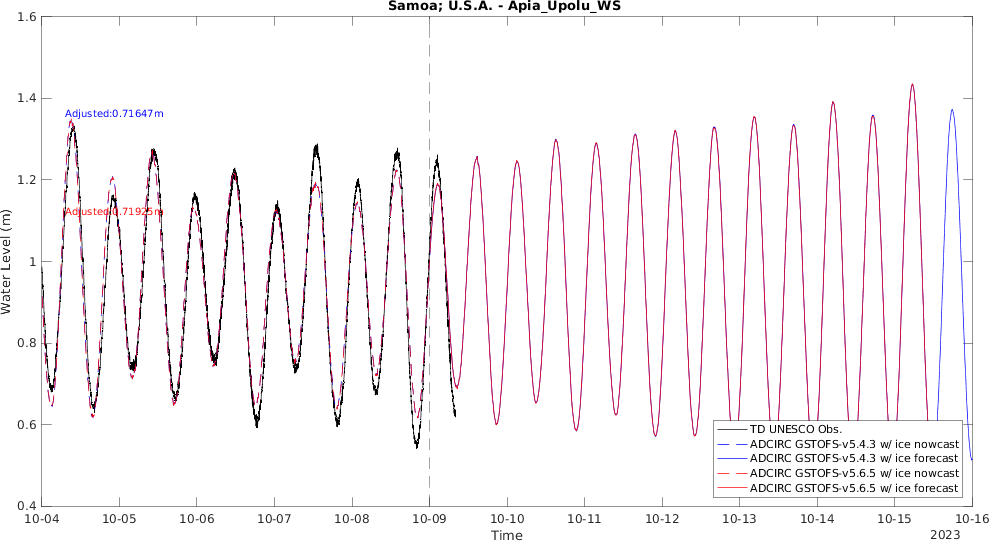 Samoa; U.S.A. - Apia_Upolu_WS
1.6
1.4
1.2
1
0.8
0.6
0.4
Water Level (m)
Adjusted:0.71647m
Adjusted:0.71925m
TD UNESCO Obs.
ADCIRC GSTOFS-v5.4.3 w/ ice nowcast
ADCIRC GSTOFS-v5.4.3 w/ ice forecast
ADCIRC GSTOFS-v5.6.5 w/ ice nowcast
ADCIRC GSTOFS-v5.6.5 w/ ice forecast
10-04 10-05 10-06 10-07 10-08 10-09 10-10 10-11 10-12 10-13 10-14 10-15 10-16
Time
2023